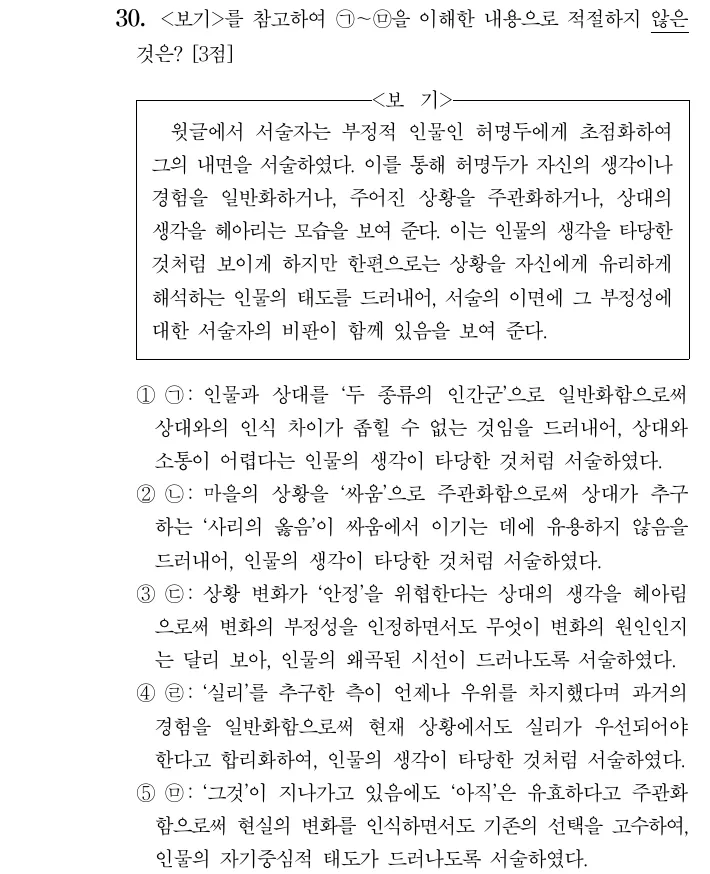 30. <보기>를 참고하여 ㉠~㉤을 이해한 내용으로 적절하지 않은
것은? [3점]
<보 기>
윗글에서 서술자는 부정적 인물인 허명두에게 초점화하여
그의 내면을 서술하였다. 이를 통해 허명두가 자신의 생각이나
경험을 일반화하거나, 주어진 상황을 주관화하거나, 상대의
생각을 헤아리는 모습을 보여 준다. 이는 인물의 생각을 타당한
것처럼 보이게 하지만 한편으로는 상황을 자신에게 유리하게
해석하는 인물의 태도를 드러내어, 서술의 이면에 그 부정성에
대한 서술자의 비판이 함께 있음을 보여 준다.
① ㉠: 인물과 상대를 ‘두 종류의 인간군’으로 일반화함으로써
상대와의 인식 차이가 좁힐 수 없는 것임을 드러내어, 상대와
소통이 어렵다는 인물의 생각이 타당한 것처럼 서술하였다.
② ㉡: 마을의 상황을 ‘싸움’으로 주관화함으로써 상대가 추구
하는 ‘사리의 옳음’이 싸움에서 이기는 데에 유용하지 않음을
드러내어, 인물의 생각이 타당한 것처럼 서술하였다.
③ ㉢: 상황 변화가 ‘안정’을 위협한다는 상대의 생각을 헤아림
으로써 변화의 부정성을 인정하면서도 무엇이 변화의 원인인지
는 달리 보아, 인물의 왜곡된 시선이 드러나도록 서술하였다.
④ ㉣: ‘실리’를 추구한 측이 언제나 우위를 차지했다며 과거의
경험을 일반화함으로써 현재 상황에서도 실리가 우선되어야
한다고 합리화하여, 인물의 생각이 타당한 것처럼 서술하였다.
⑤ ㉤: ‘그것’이 지나가고 있음에도 ‘아직’은 유효하다고 주관화
함으로써 현실의 변화를 인식하면서도 기존의 선택을 고수하여,
인물의 자기중심적 태도가 드러나도록 서술하였다.